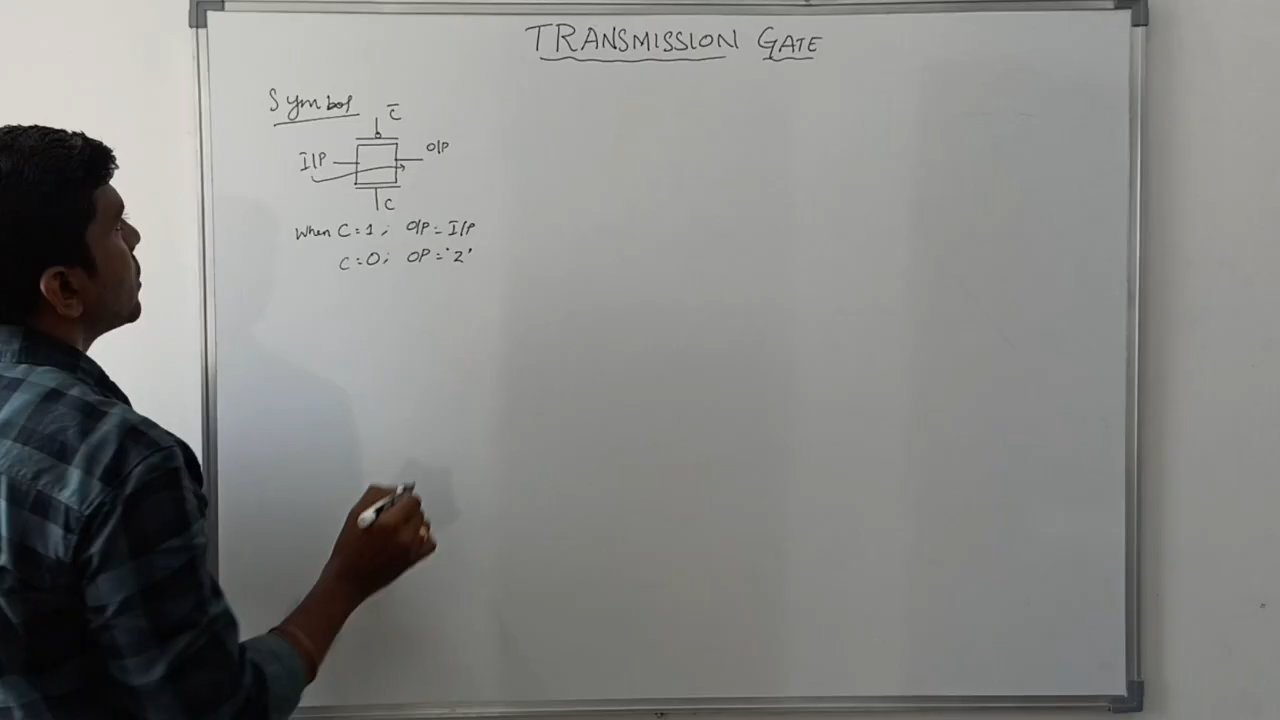 TRANSMISSION GATE
Symbol
C̅
I/P
O/P
C
When C=1; O/P = I/P
C=0; OP = 'Z'